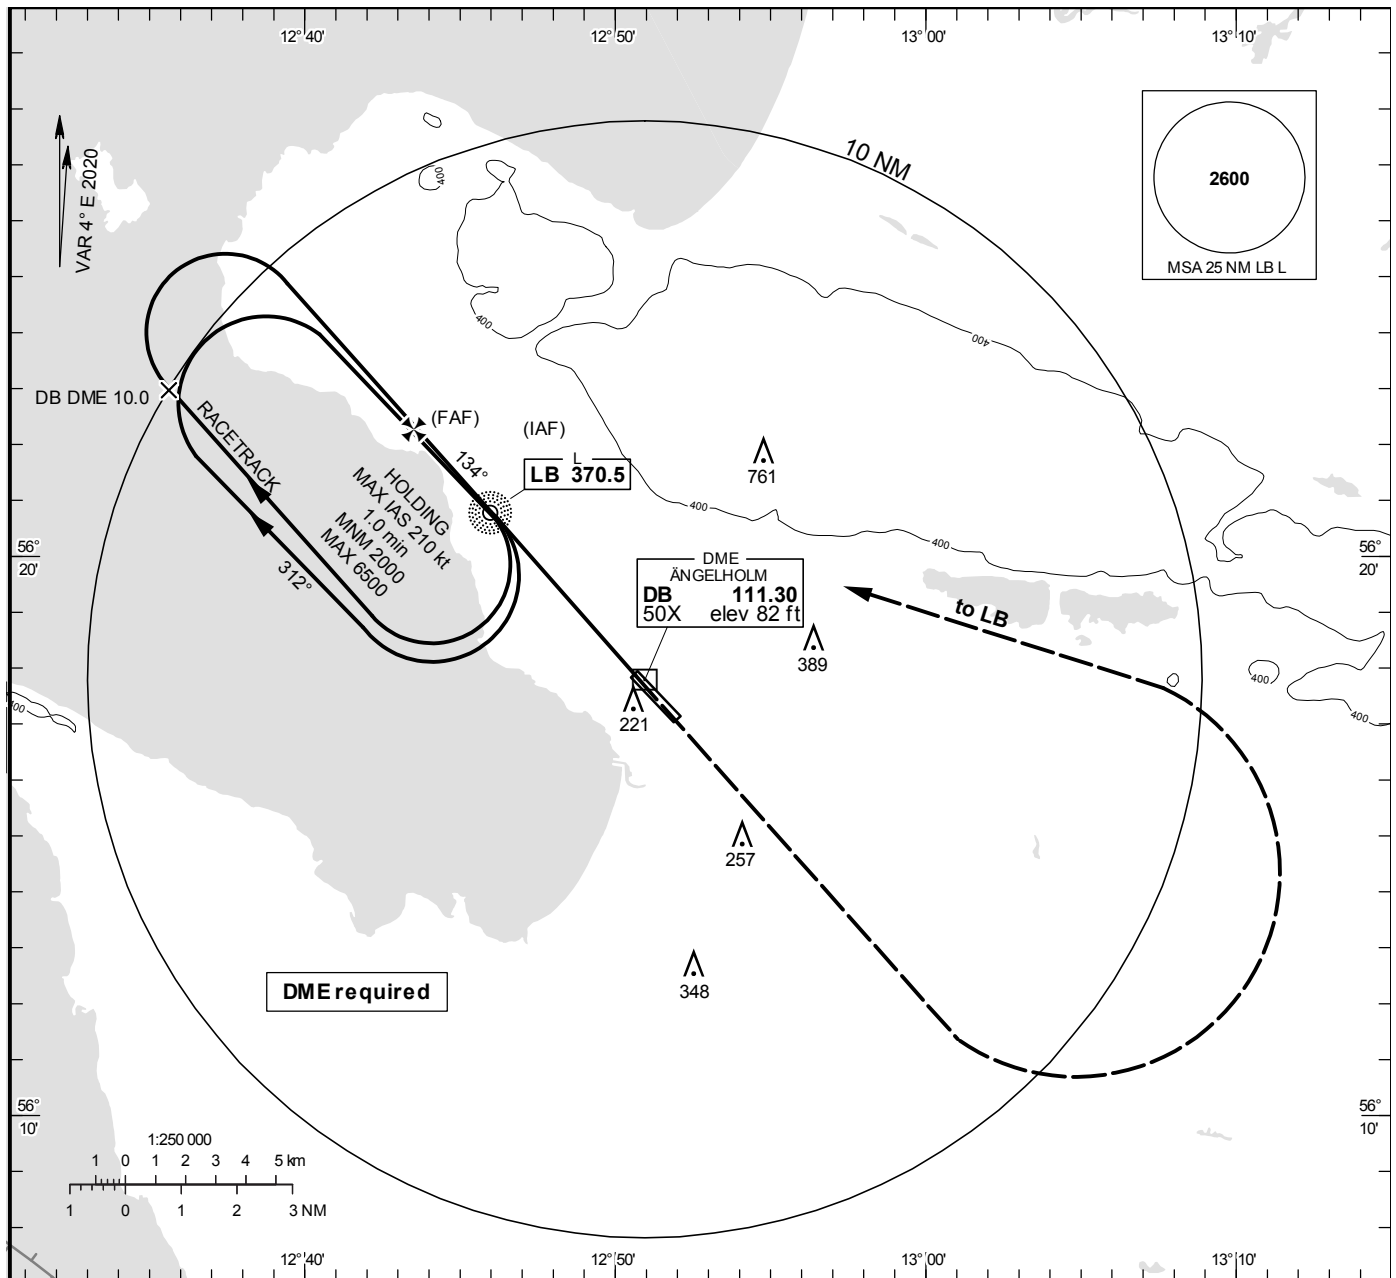 12°40'
12°50'
13°00'
13°10'
10 NM
2600
MSA 25 NM LB L
VAR 4° E 2020
400
400
400
DB DME 10.0
RACETRACK
(FAF)
(IAF)
L
LB 370.5
134°
HOLDING
MAX IAS 210 kt
1.0 min
MNM 2000
MAX 6500
312°
761
400
400
56°
20'
56°
20'
DME
ÄNGELHOLM
DB 111.30
50X elev 82 ft
to LB
389
400
400
400
221
257
348
DME required
56°
10'
56°
10'
1:250 000
1 0 1 2 3 4 5 km
1 0 1 2 3 NM
12°40'
12°50'
13°00'
13°10'